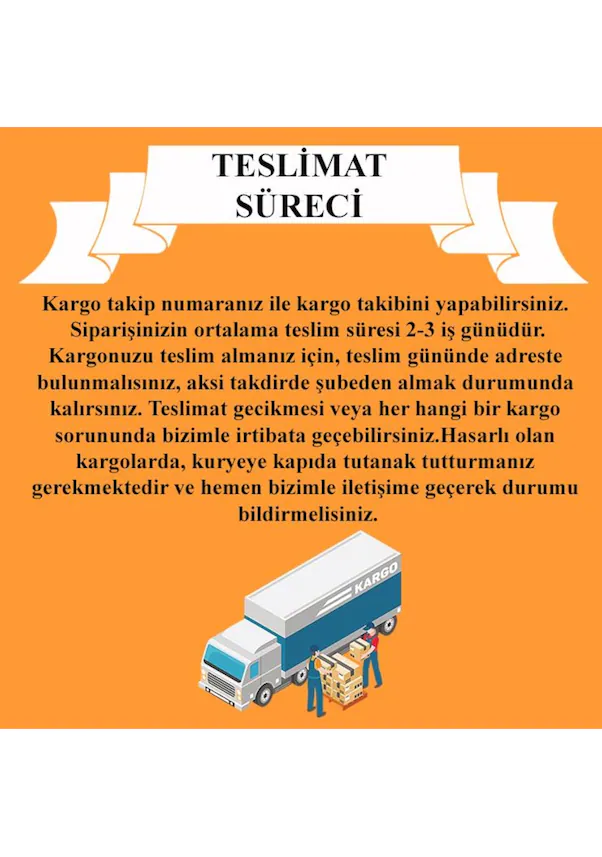 TESLİMAT
SÜRECİ
Kargo takip numaranız ile kargo takibini yapabilirsiniz.
Siparişinizin ortalama teslim süresi 2-3 iş günüdür.
Kargonuzu teslim almanız için, teslim gününde adreste
bulunmalısınız, aksi takdirde şubeden almak durumunda
kalırsınız. Teslimat gecikmesi veya her hangi bir kargo
sorununda bizimle irtibata geçebilirsiniz.Hasarlı olan
kargolarda, kuryeye kapıda tutanak tutturmanız
gerekmektedir ve hemen bizimle iletişime geçerek durumu
bildirmelisiniz.
KARGO